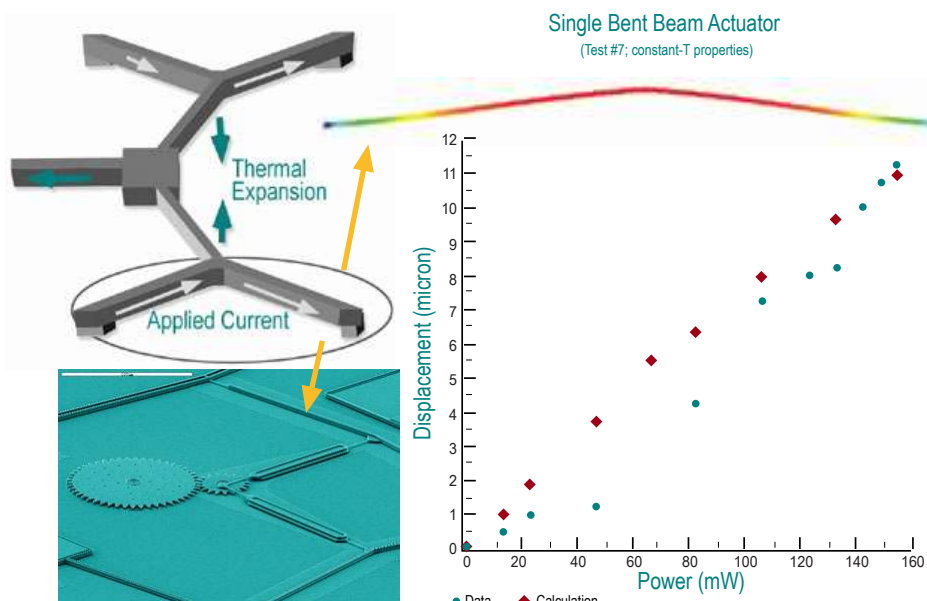 Single Bent Beam Actuator
(Test #7; constant-T properties)
Thermal
Expansion
Applied Current
Displacement (micron)
12
11
10
9
8
7
6
5
4
3
2
1
0
0
20
40
60
80
100
120
140
160
Power (mW)
Data
Calculation